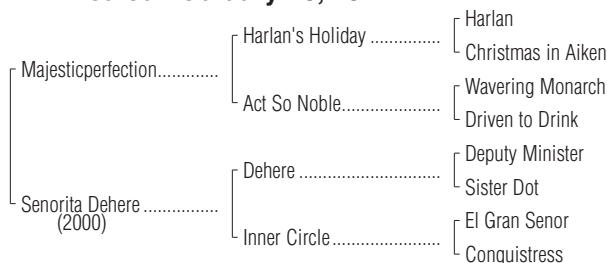 Harlan
Harlan's Holiday ................
Christmas in Aiken
Majesticperfection.............
Wavering Monarch
Act So Noble.......................
Driven to Drink
Deputy Minister
Dehere ................................
Sister Dot
Senorita Dehere ................
(2000)
El Gran Senor
Inner Circle.........................
Conquistress